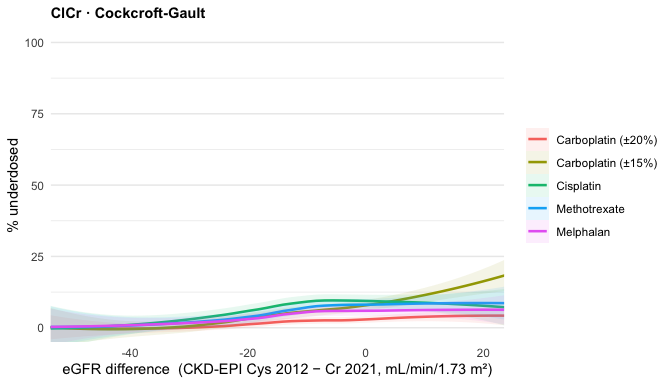 ClCr · Cockcroft-Gault
100
75
50
25
0
% underdosed
-40
-20
0
20
eGFR difference (CKD-EPI Cys 2012 − Cr 2021, mL/min/1.73 m²)
Carboplatin (±20%)
Carboplatin (±15%)
Cisplatin
Methotrexate
Melphalan